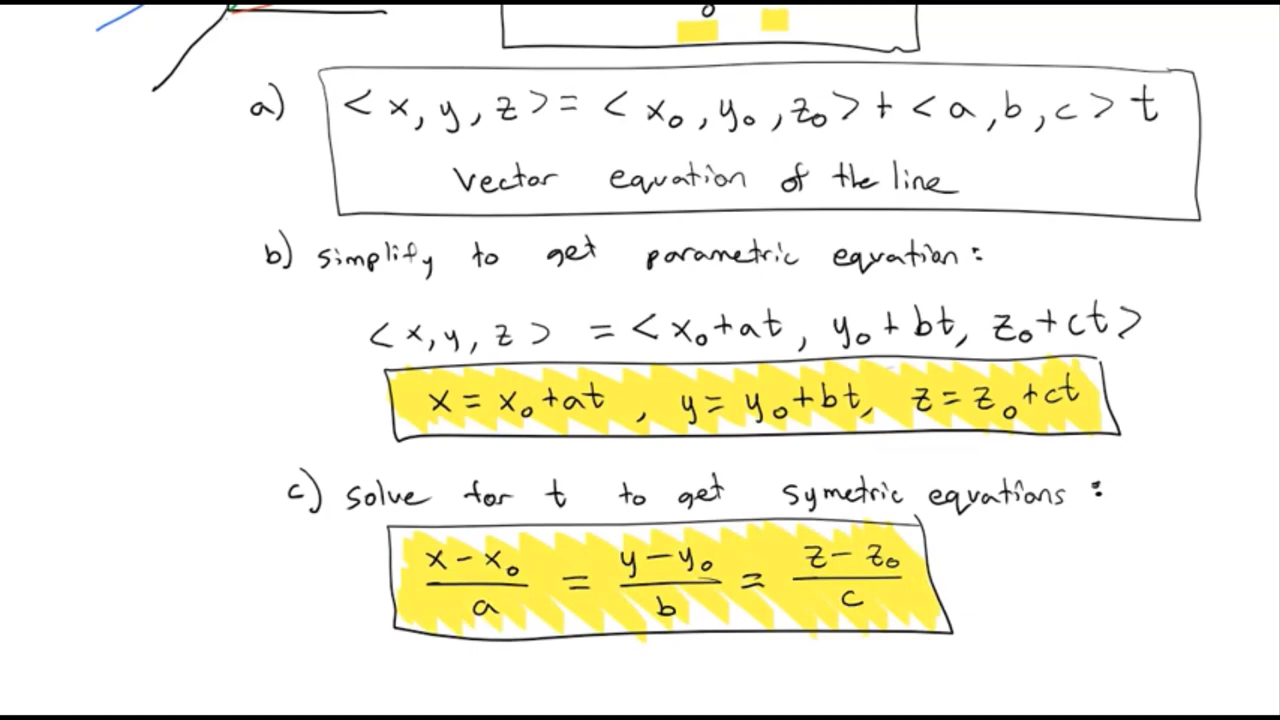 0
a) < x, y, z > = < x₀, y₀, z₀ > + < a, b, c > t
Vector equation of the line
b) simplify to get parametric equation:
< x, y, z > = < x₀+at, y₀+bt, z₀+ct >
x = x₀+at, y = y₀+bt, z = z₀+ct
c) solve for t to get symetric equations:
x-x₀/a = y-y₀/b = z-z₀/c